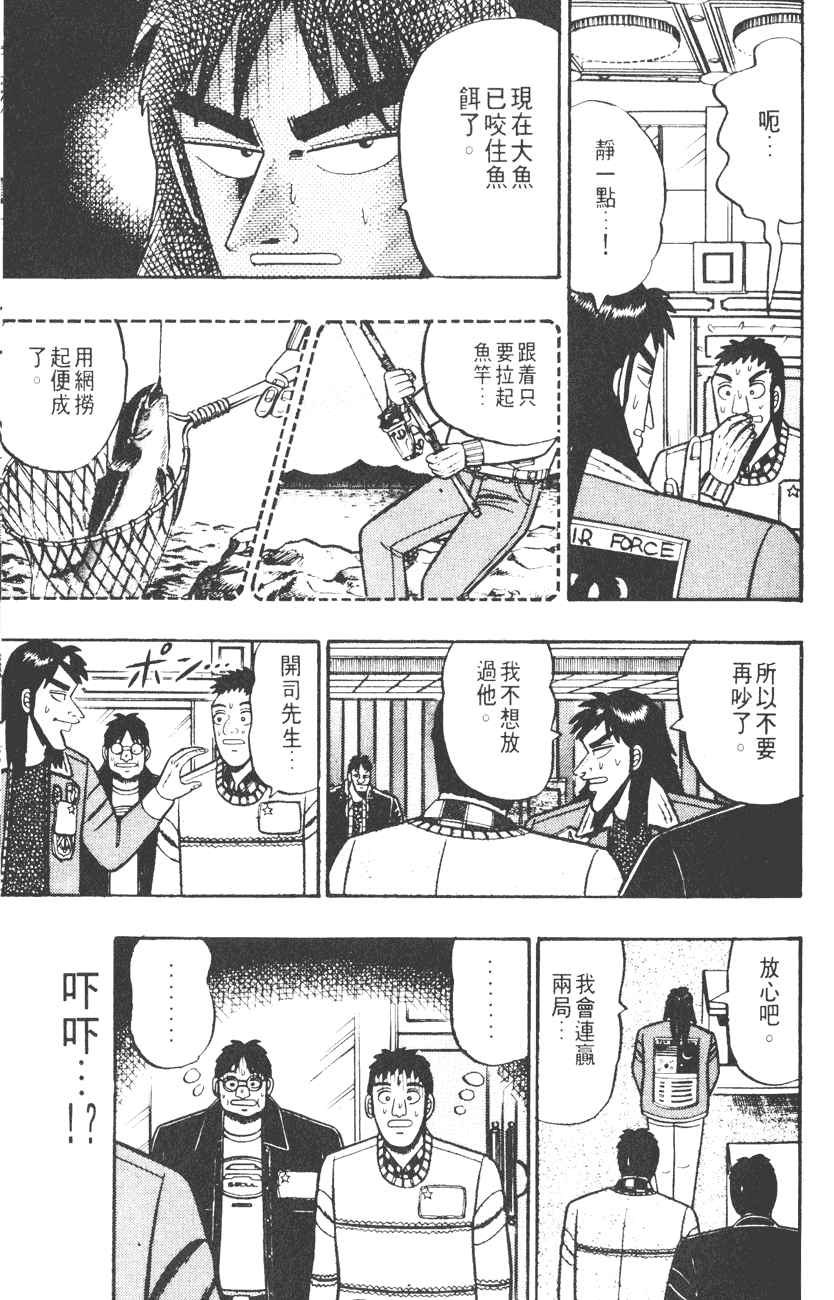 呃…
靜一點…！
IR FORCE
現在大魚
已咬住魚
餌了。
跟着只
要拉起
魚竿…
用網撈
起便成
了。
所以不要
再吵了。
我不想放
過他。
開司先生…
ポン…
放心吧。
我會連贏
兩局…
………
………
SEOUL
吓吓…!?